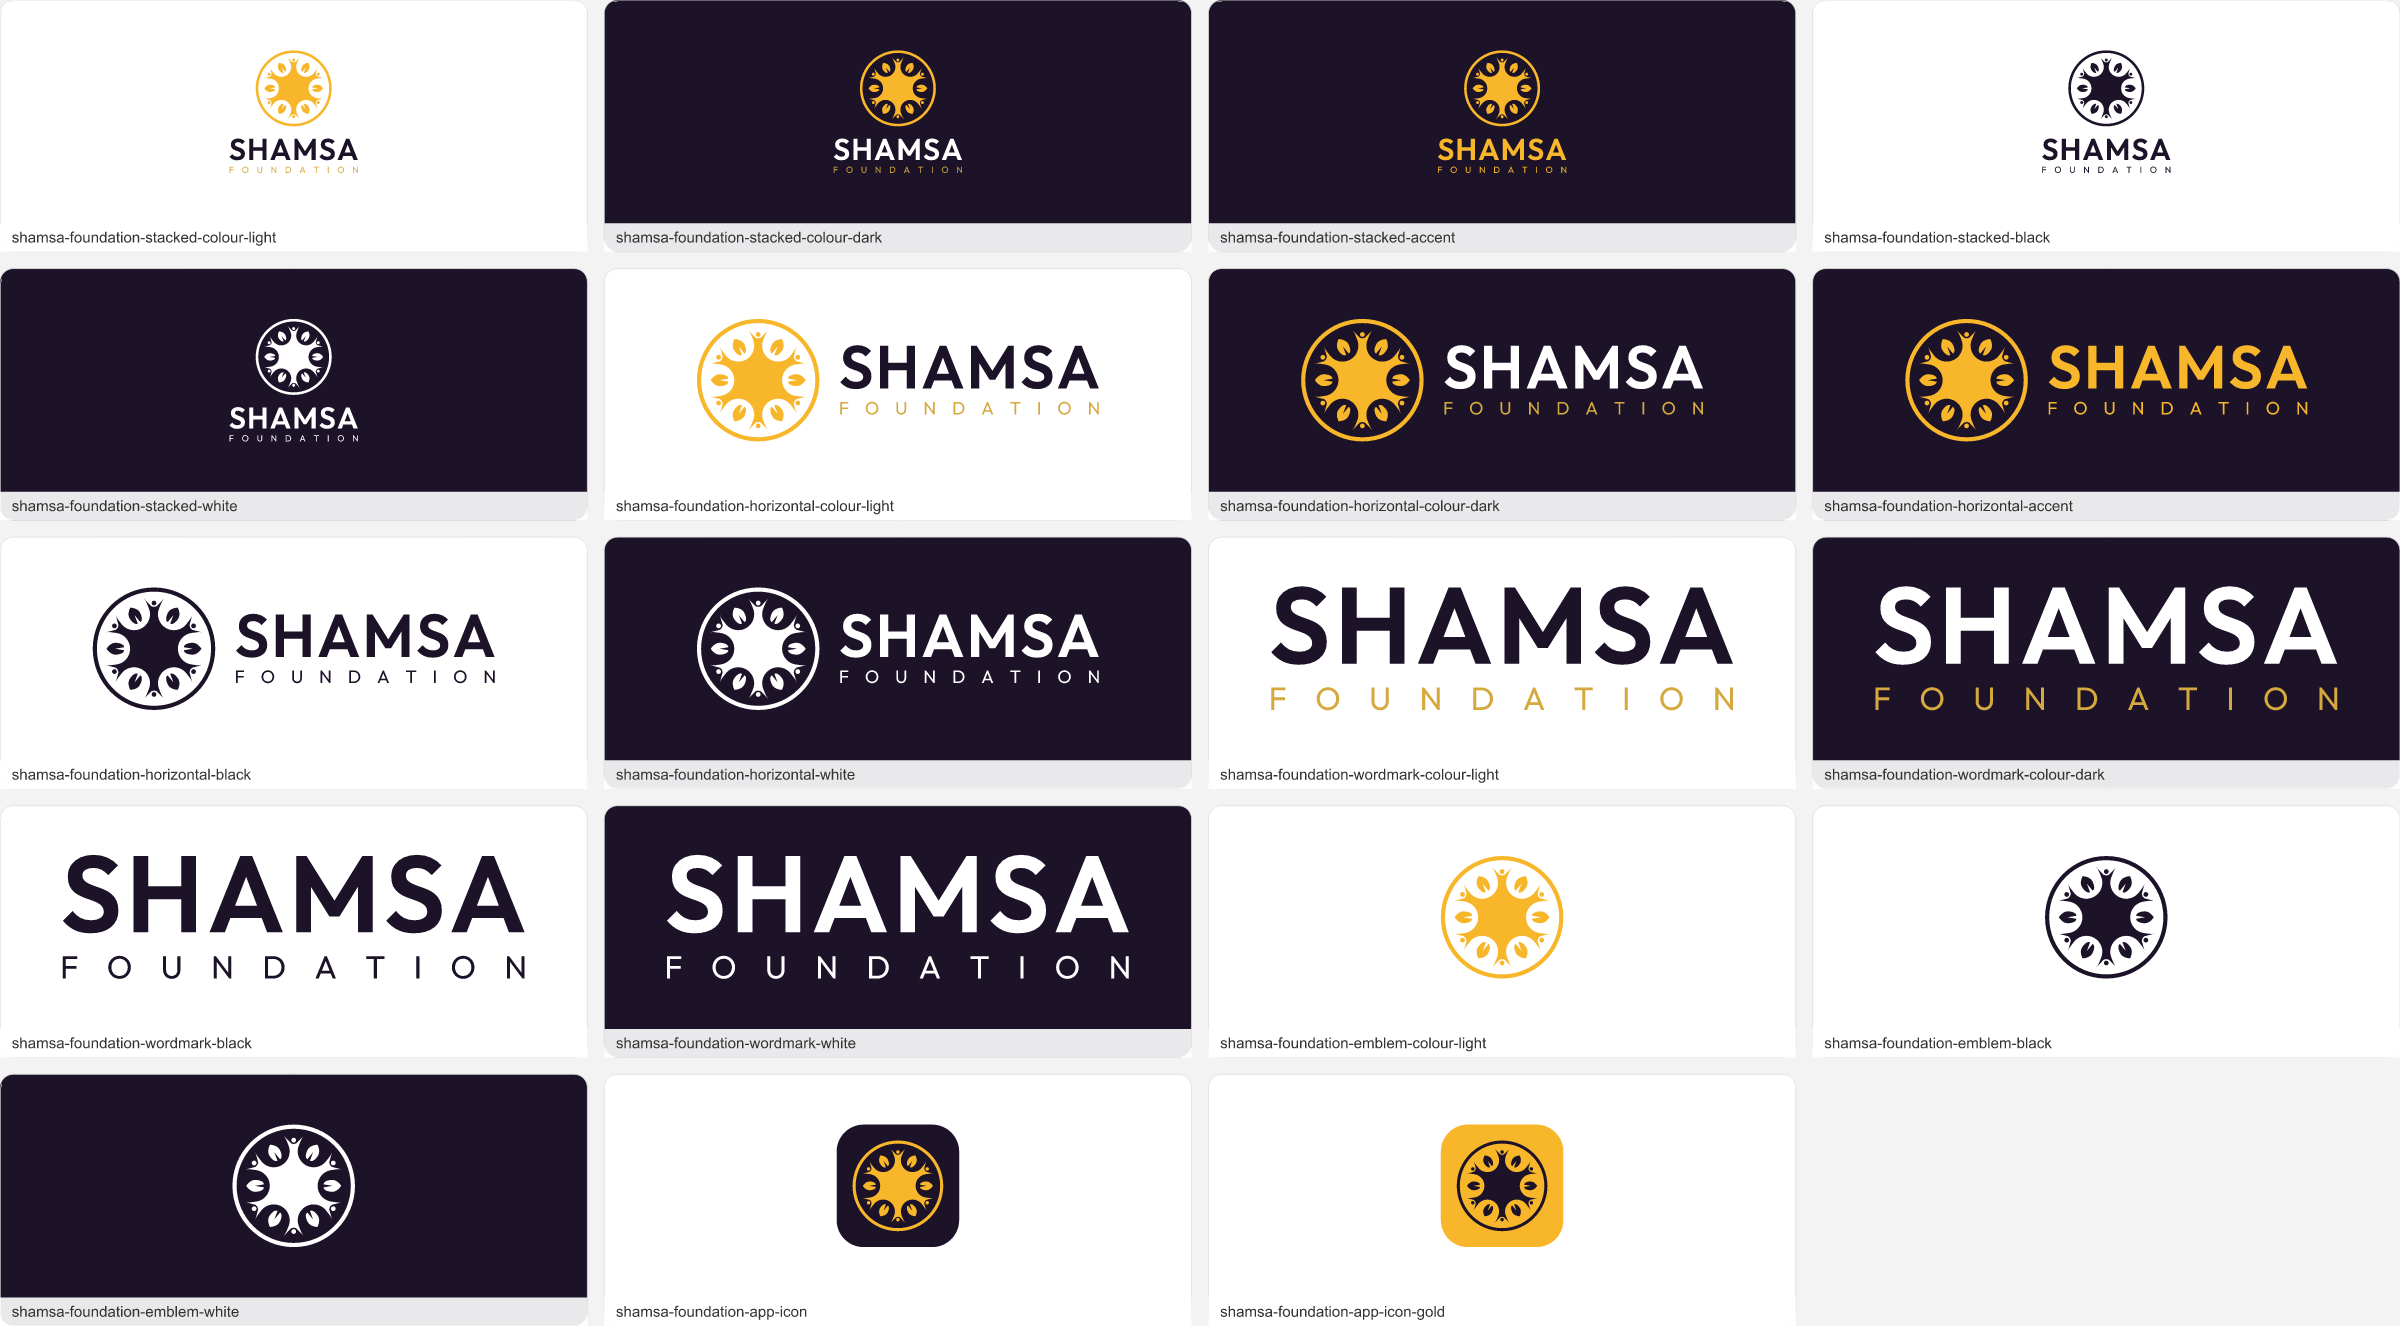 SHAMSA
FOUNDATION
shamsa-foundation-stacked-colour-light
SHAMSA
FOUNDATION
shamsa-foundation-stacked-colour-dark
SHAMSA
FOUNDATION
shamsa-foundation-stacked-accent
SHAMSA
FOUNDATION
shamsa-foundation-stacked-black
SHAMSA
FOUNDATION
shamsa-foundation-stacked-white
SHAMSA
FOUNDATION
shamsa-foundation-horizontal-colour-light
SHAMSA
FOUNDATION
shamsa-foundation-horizontal-colour-dark
SHAMSA
FOUNDATION
shamsa-foundation-horizontal-accent
SHAMSA
FOUNDATION
shamsa-foundation-horizontal-black
SHAMSA
FOUNDATION
shamsa-foundation-horizontal-white
SHAMSA
FOUNDATION
shamsa-foundation-wordmark-colour-light
SHAMSA
FOUNDATION
shamsa-foundation-wordmark-colour-dark
SHAMSA
FOUNDATION
shamsa-foundation-wordmark-black
SHAMSA
FOUNDATION
shamsa-foundation-wordmark-white
shamsa-foundation-emblem-colour-light
shamsa-foundation-emblem-black
shamsa-foundation-emblem-white
shamsa-foundation-app-icon
shamsa-foundation-app-icon-gold